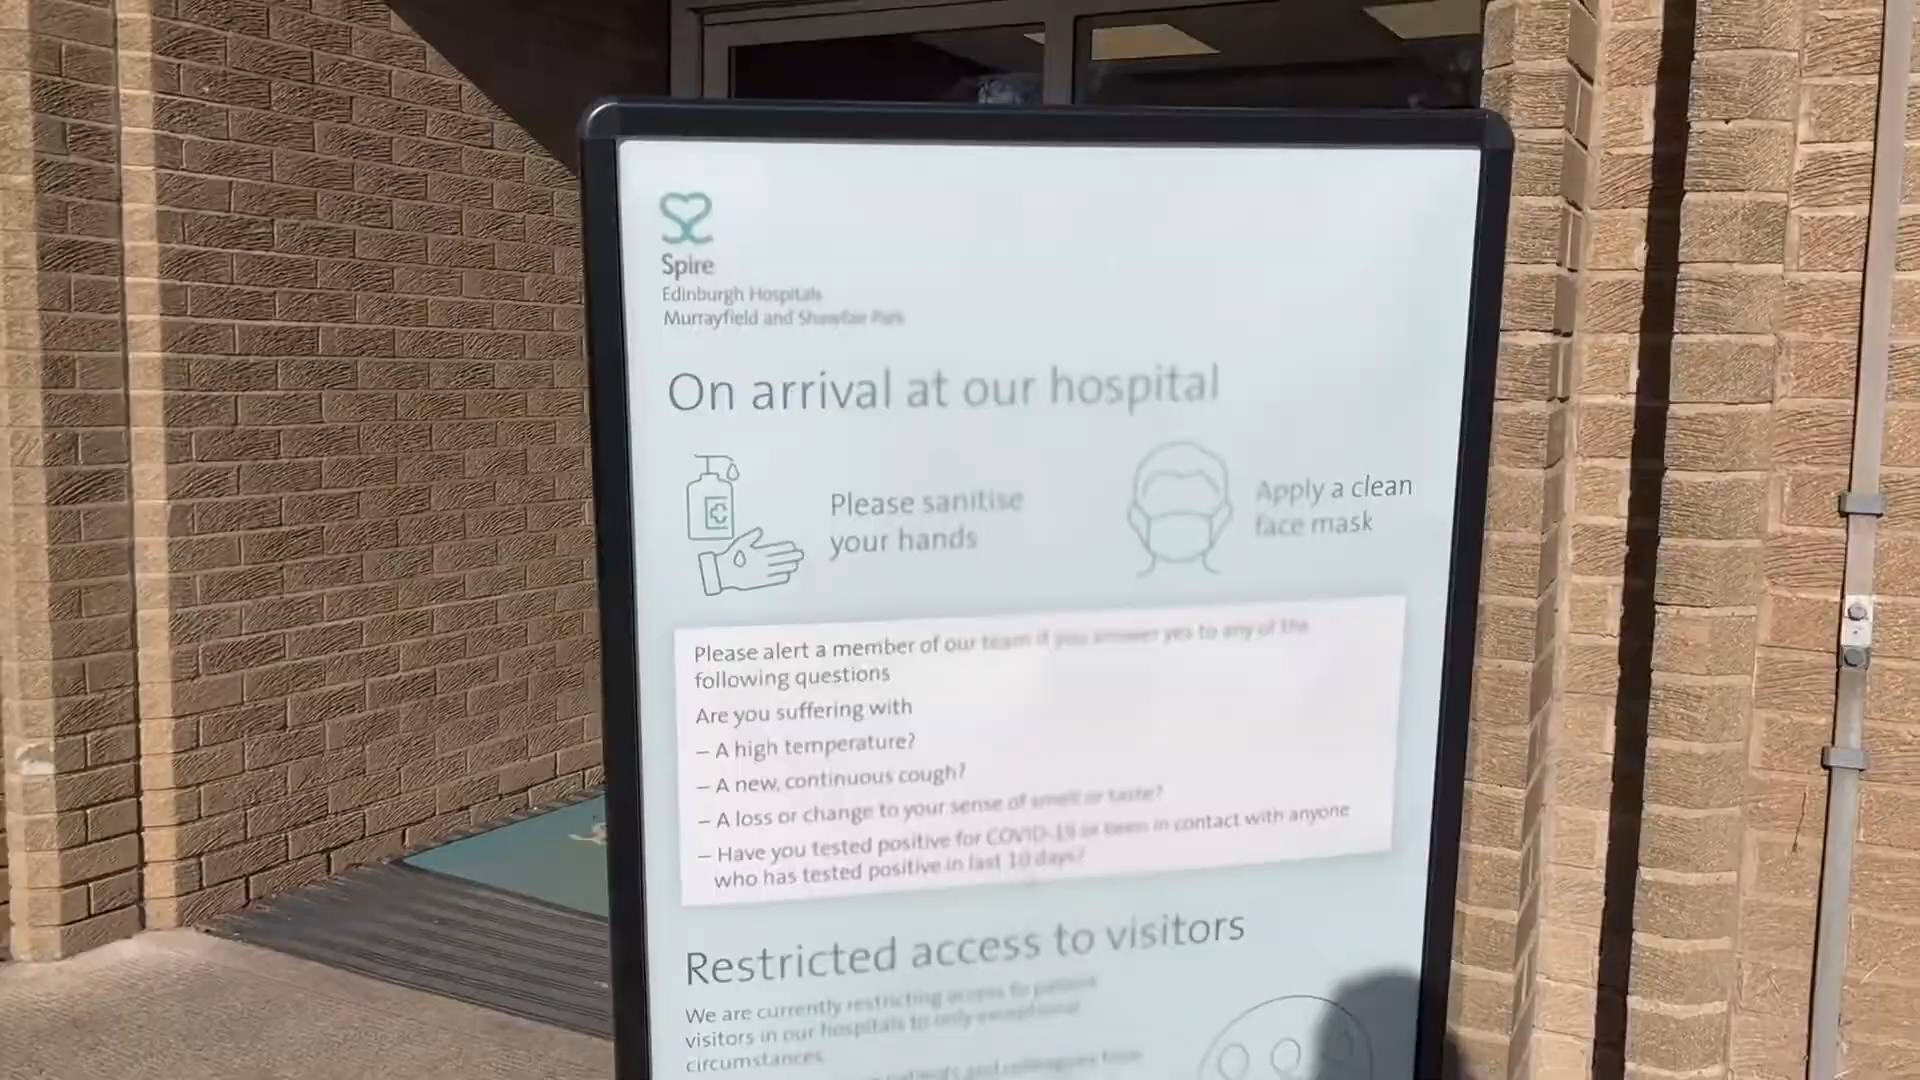 Spire
Edinburgh Hospitals
Murrayfield and Shawfair Park
On arrival at our hospital
Please sanitise
your hands
Apply a clean
face mask
Please alert a member of our team if you answer yes to any of the
following questions
Are you suffering with
– A high temperature?
– A new, continuous cough?
– A loss or change to your sense of smell or taste?
– Have you tested positive for COVID-19 or been in contact with anyone
who has tested positive in last 10 days?
Restricted access to visitors
We are currently restricting access to patient
visitors in our hospitals to only exceptional
circumstances
patients and colleagues from